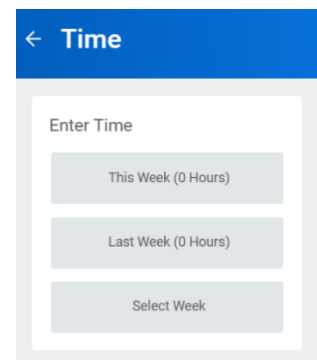 Time
Enter Time
This Week (0 Hours)
Last Week (0 Hours)
Select Week